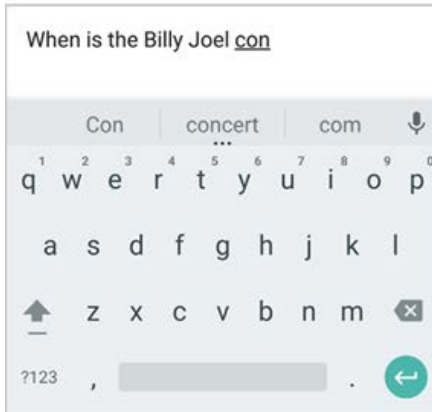 When is the Billy Joel con
Con concert com
1 2 3 4 5 6 7 8 9 0
q w e r t y u i o p
a s d f g h j k l
z x c v b n m
?123 , .